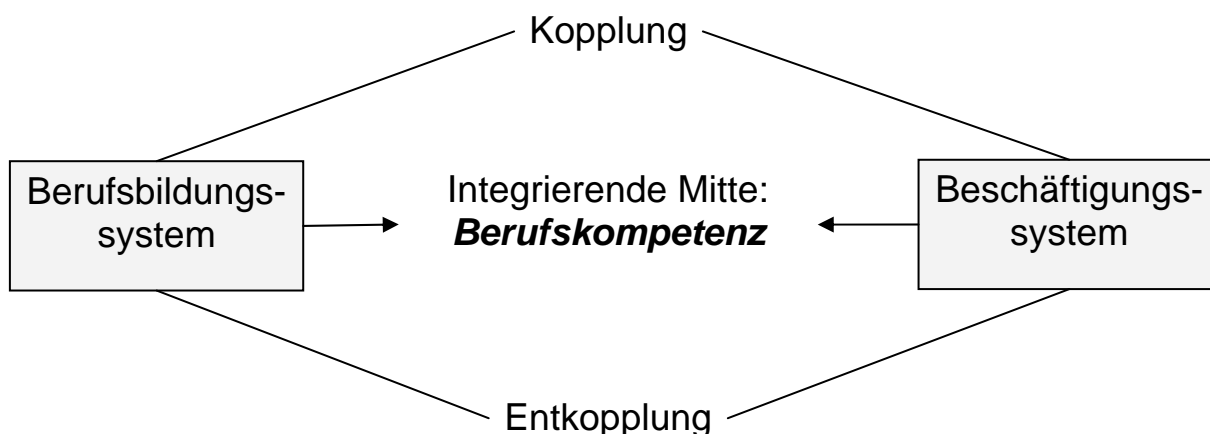 Kopplung
Berufsbildungs-
system
Integrierende Mitte:
Berufskompetenz
Beschäftigungs-
system
Entkopplung